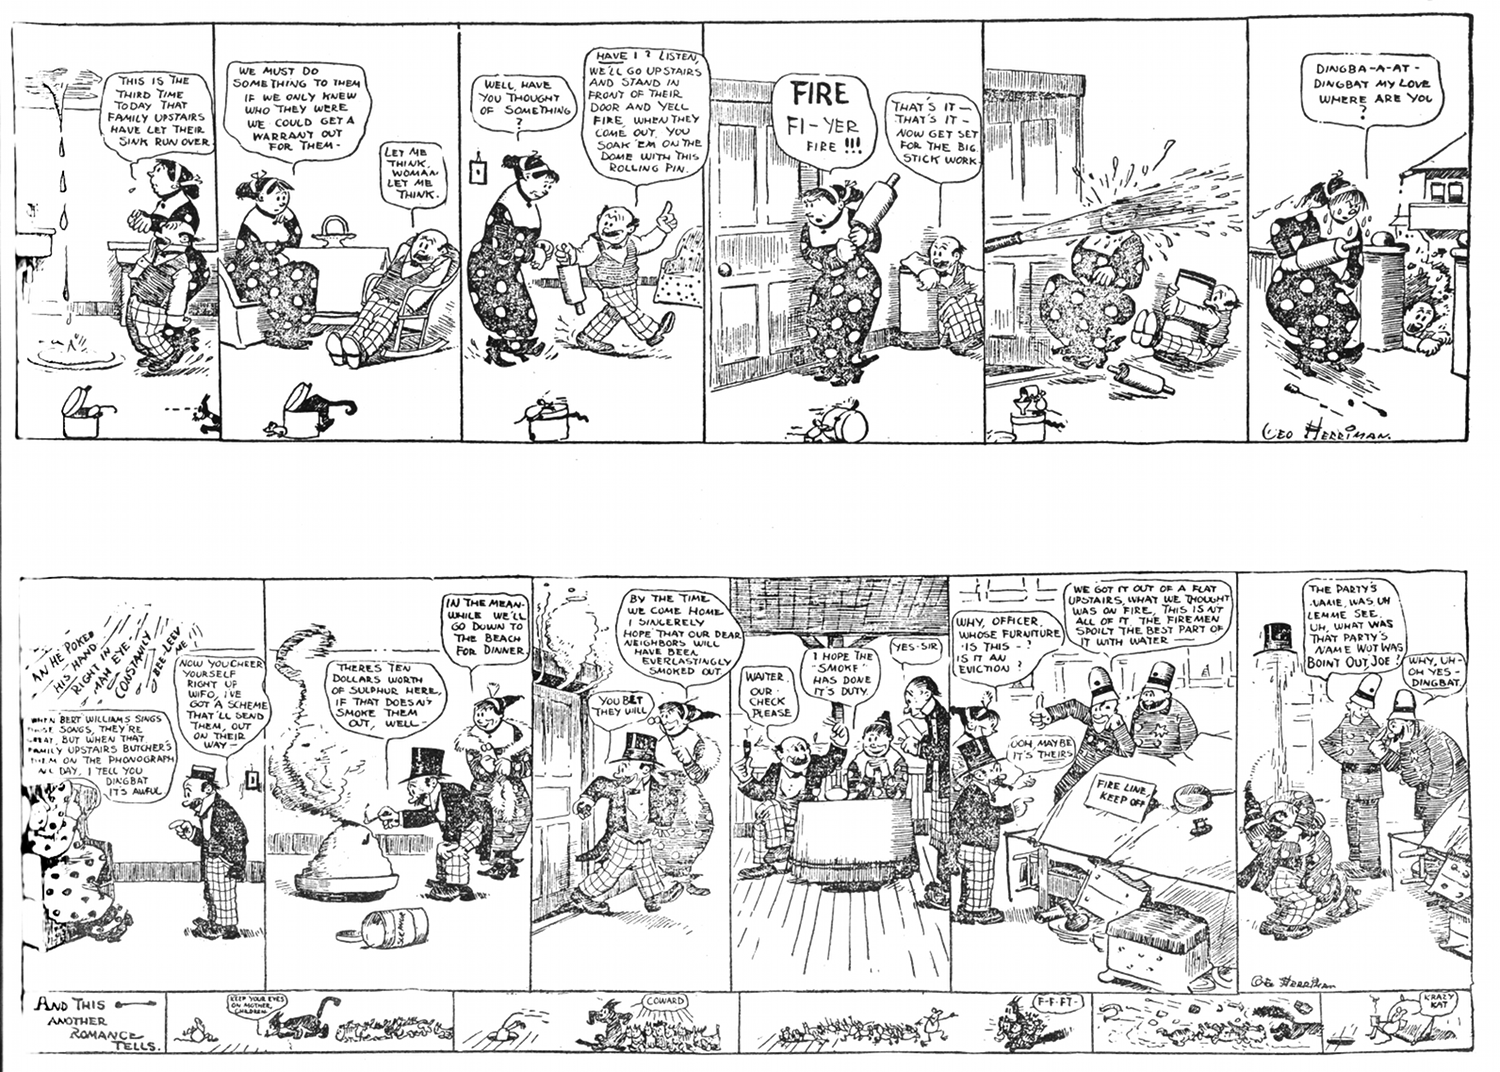 THIS IS THE
THIRD TIME
TODAY THAT
FAMILY UPSTAIRS
HAVE LET THEIR
SINK RUN OVER
WE MUST DO
SOMETHING TO THEM
IF WE ONLY KNEW
WHO THEY WERE
WE COULD GET A
WARRANT OUT
FOR THEM-
LET ME
THINK,
WOMAN
LET ME
THINK.
WELL, HAVE
YOU THOUGHT
OF SOMETHING
?
HAVE I? LISTEN,
WE'LL GO UPSTAIRS
AND STAND IN
FRONT OF THEIR
DOOR AND YELL
FIRE, WHEN THEY
COME OUT, YOU
SOAK 'EM ON THE
DOME WITH THIS
ROLLING PIN.
FIRE
FI-YER
FIRE!!!
THAT'S IT—
THAT'S IT—
NOW GET SET
FOR THE BIG
STICK WORK.
DINGBA-A-AT-
DINGBAT MY LOVE
WHERE ARE YOU
?
GEO HERRIMAN.
AN HE POKED
HIS HAND
RIGHT IN
MAH EYE
CONSTANTLY
BEE-LEEV
ME!!
WHEN BERT WILLIAMS SINGS
THOSE SONGS, THEY'RE
GREAT, BUT WHEN THAT
FAMILY UPSTAIRS BUTCHER'S
THEM ON THE PHONOGRAPH
ALL DAY, I TELL YOU
DINGBAT
IT'S AWFUL
NOW YOU CHEER
YOURSELF
RIGHT UP
WIFO, I'VE
GOT A SCHEME
THAT'LL SEND
THEM, OUT
ON THEIR
WAY—
THERE'S TEN
DOLLARS WORTH
OF SULPHUR HERE,
IF THAT DOESN'T
SMOKE THEM
OUT, WELL—
IN THE MEAN-
WHILE WE'LL
GO DOWN TO
THE BEACH
FOR DINNER.
YOU BET
THEY WILL
BY THE TIME
WE COME HOME
I SINCERELY
HOPE THAT OUR DEAR
NEIGHBORS WILL
HAVE BEEN
EVERLASTINGLY
SMOKED OUT.
WAITER,
OUR
CHECK
PLEASE
I HOPE THE
"SMOKE"
HAS DONE
IT'S DUTY.
YES-SIR
WHY, OFFICER,
WHOSE FURNITURE
IS THIS-?
IS IT AN
EVICTION?
OOH, MAYBE
IT'S THEIRS
WE GOT IT OUT OF A FLAT
UPSTAIRS, WHAT WE THOUGHT
WAS ON FIRE, THIS IS NT
ALL OF IT. THE FIREMEN
SPOILT THE BEST PART OF
IT WITH WATER—
FIRE LINE,
KEEP OFF
THE PARTY'S
NAME, WAS UH
LEMME SEE.
UH, WHAT WAS
THAT PARTY'S
NAME WOT WAS
BOINT OUT, JOE?
WHY, UH-
OH YES-
DINGBAT.
GEO HERRIMAN
AND THIS
ANOTHER
ROMANCE
TELLS.
KEEP YOUR EYES
ON MOTHER,
CHILDREN.
COWARD
F-F-FT-
KRAZY
KAT